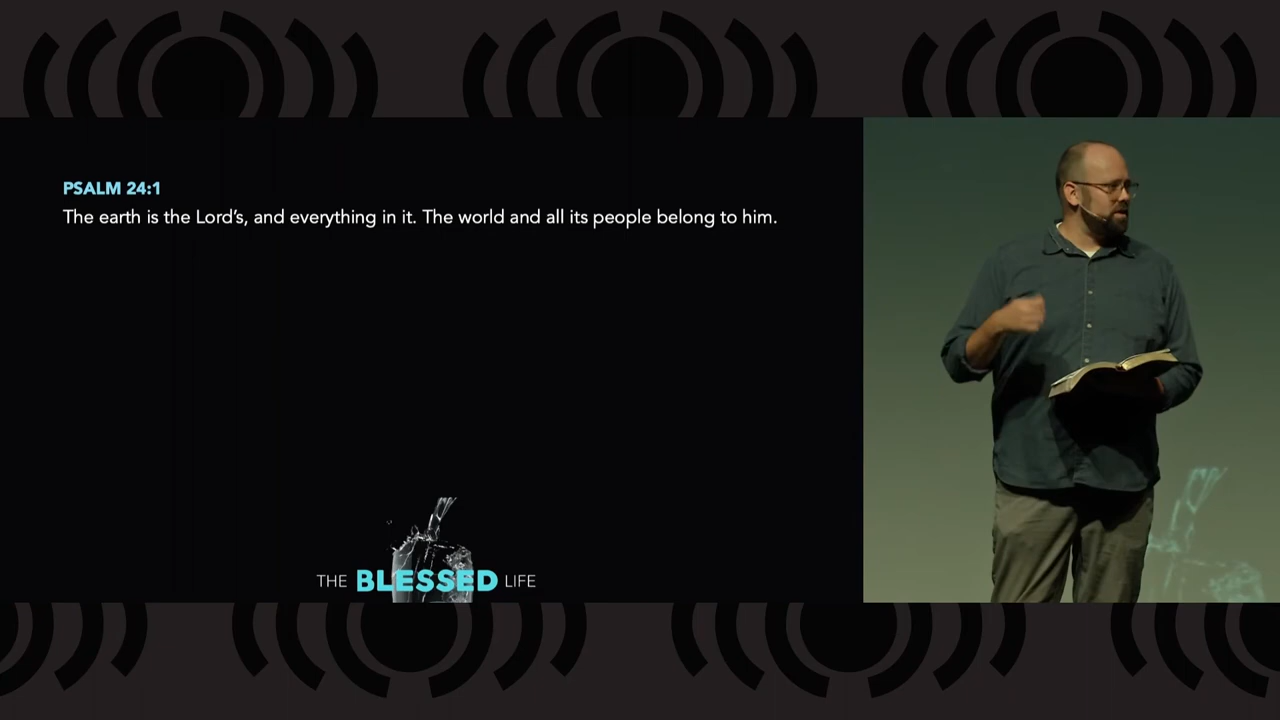 PSALM 24:1
The earth is the Lord's, and everything in it. The world and all its people belong to him.
THE BLESSED LIFE